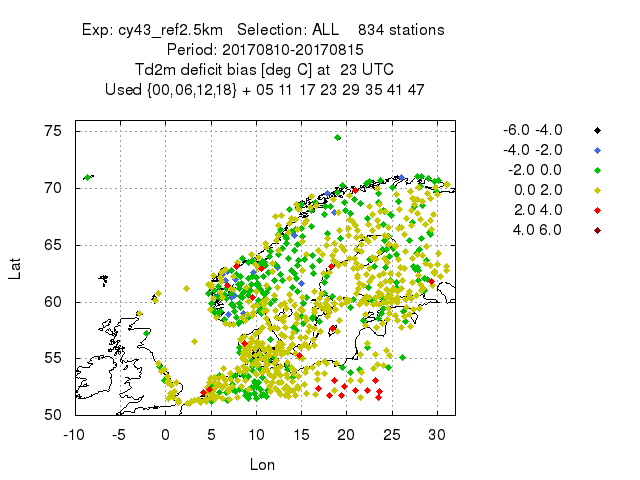 Exp: cy43_ref2.5km   Selection: ALL    834 stations
Period: 20170810-20170815
Td2m deficit bias [deg C] at  23 UTC
Used {00,06,12,18} + 05 11 17 23 29 35 41 47
-6.0 -4.0
-4.0 -2.0
-2.0 0.0
0.0 2.0
2.0 4.0
4.0 6.0
75
70
65
60
55
50
Lat
-10 -5 0 5 10 15 20 25 30
Lon